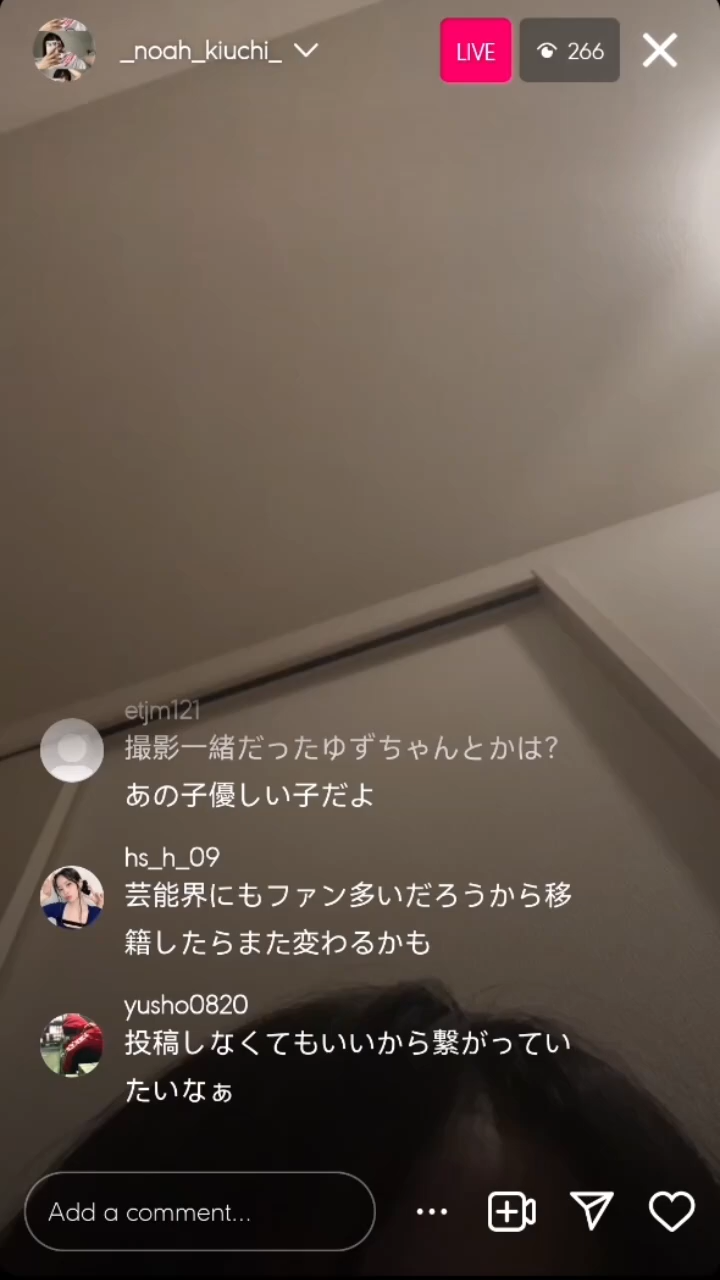 _noah_kiuchi_
LIVE
266
etjm121
撮影一緒だったゆずちゃんとかは?
あの子優しい子だよ
hs_h_09
芸能界にもファン多いだろうから移
籍したらまた変わるかも
yusho0820
投稿しなくてもいいから繋がってい
たいなぁ
Add a comment...